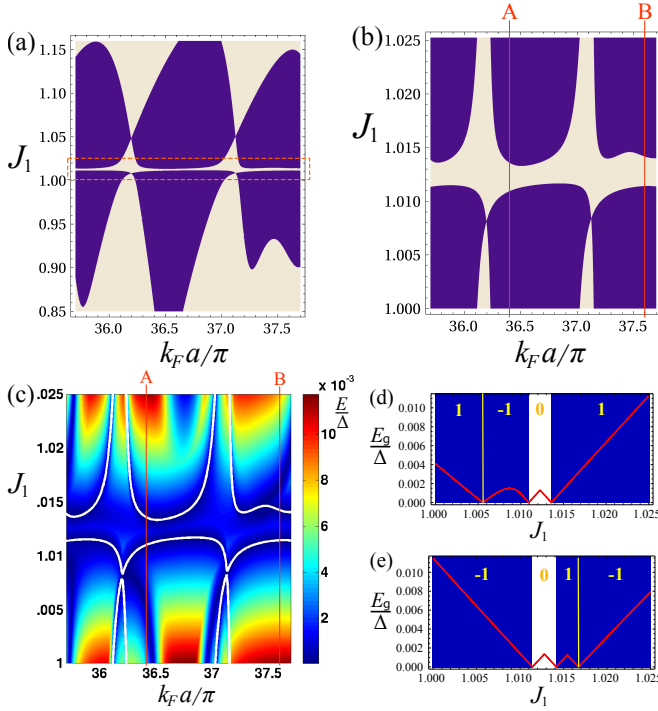 (a)
1.15
1.10
1.05
1.00
0.95
0.90
0.85
J1
36.0 36.5 37.0 37.5
kF a/π
(b)
A B
1.025
1.020
1.015
1.010
1.005
1.000
J1
36.0 36.5 37.0 37.5
kF a/π
(c)
A B
.025
1.02
.015
1.01
.005
1
J1
36 36.5 37 37.5
kF a/π
x 10⁻³
E/Δ
10
8
6
4
2
(d)
0.010
0.008
0.006
0.004
0.002
0.000
Eg/Δ
1 -1 0 1
1.000 1.005 1.010 1.015 1.020 1.025
J1
(e)
0.010
0.008
0.006
0.004
0.002
0.000
Eg/Δ
-1 0 1 -1
1.000 1.005 1.010 1.015 1.020 1.025
J1